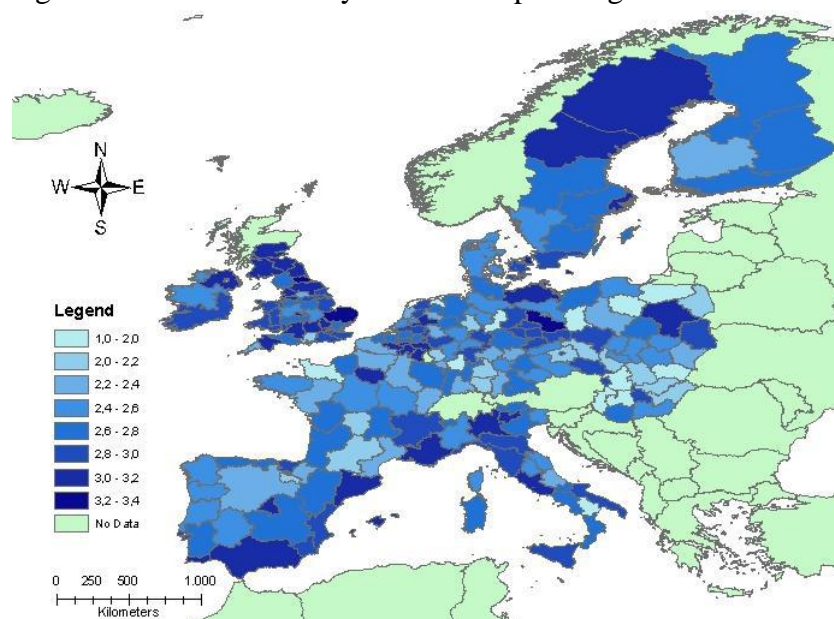 N
W E
S
Legend
1,0 - 2,0
2,0 - 2,2
2,2 - 2,4
2,4 - 2,6
2,6 - 2,8
2,8 - 3,0
3,0 - 3,2
3,2 - 3,4
No Data
0 250 500 1.000
Kilometers